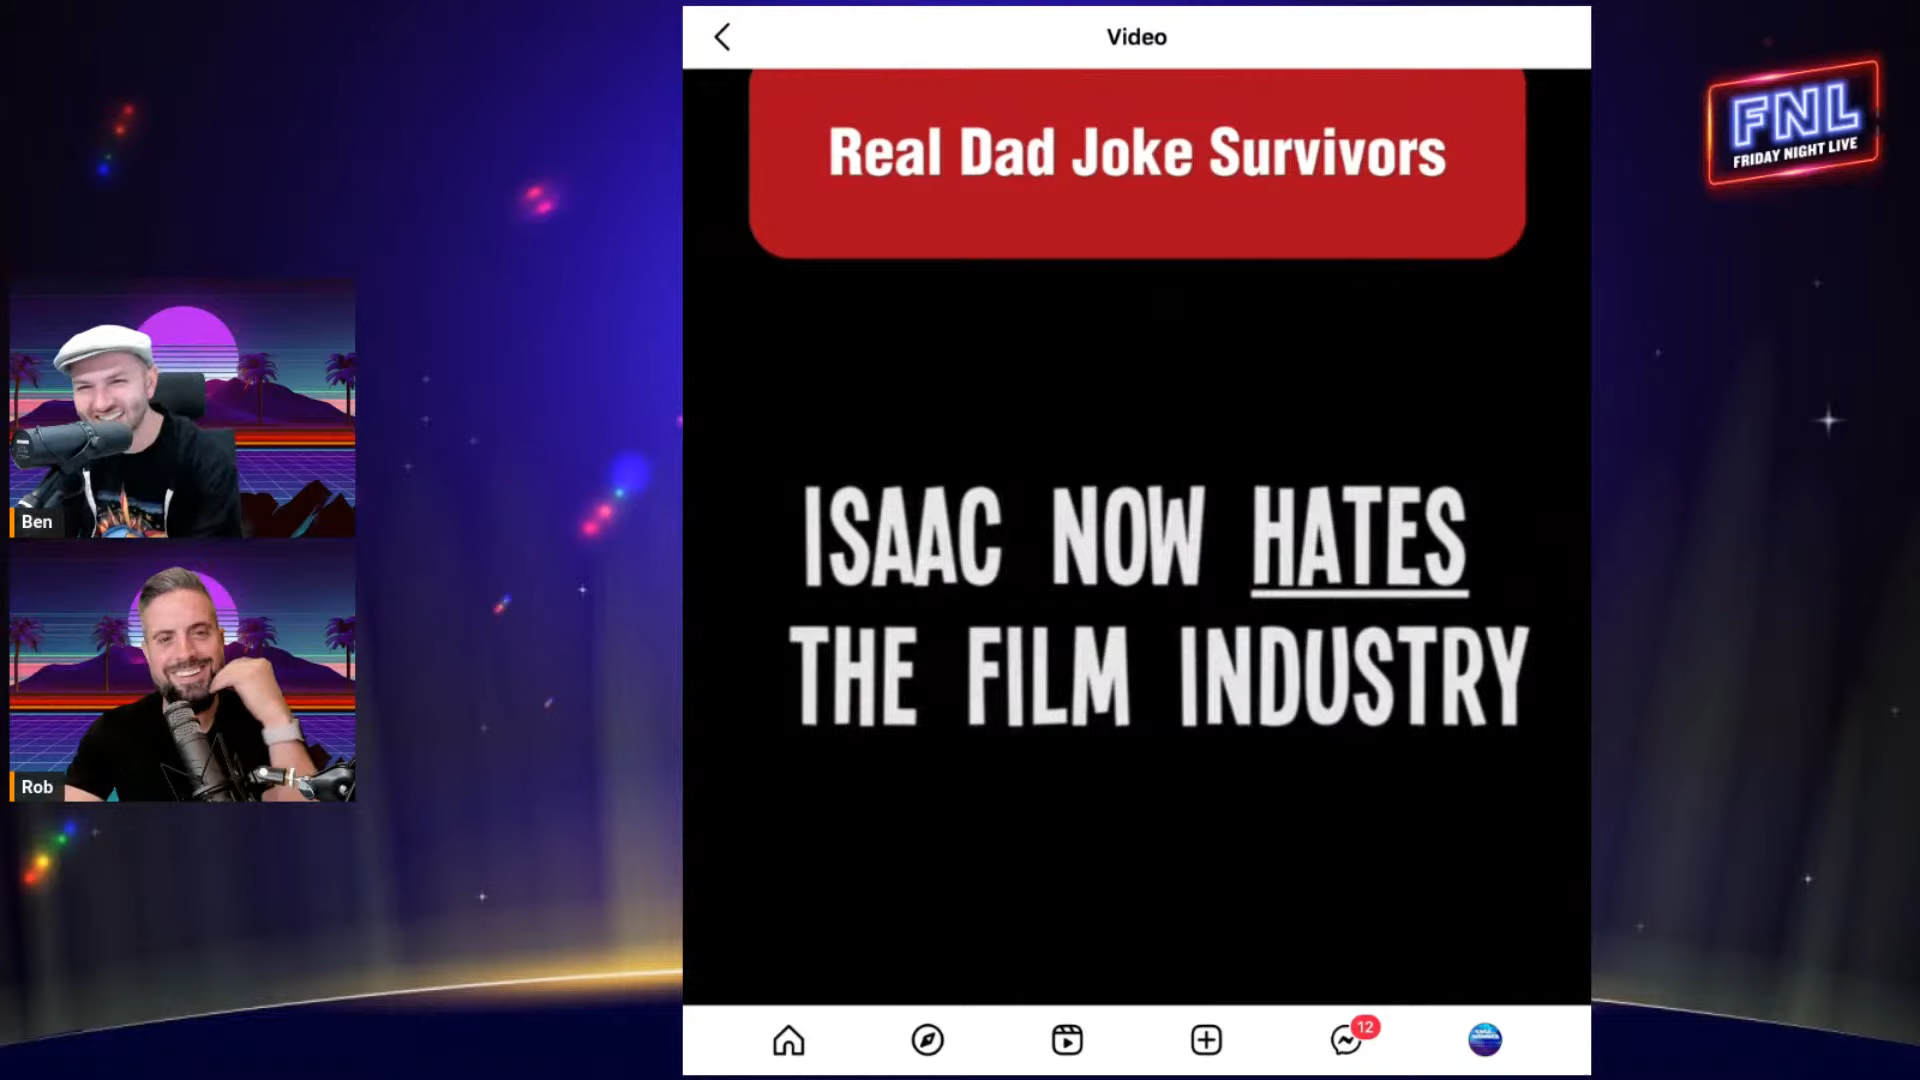 Video
Real Dad Joke Survivors
FNL
FRIDAY NIGHT LIVE
ISAAC NOW HATES
THE FILM INDUSTRY
Ben
Rob
12